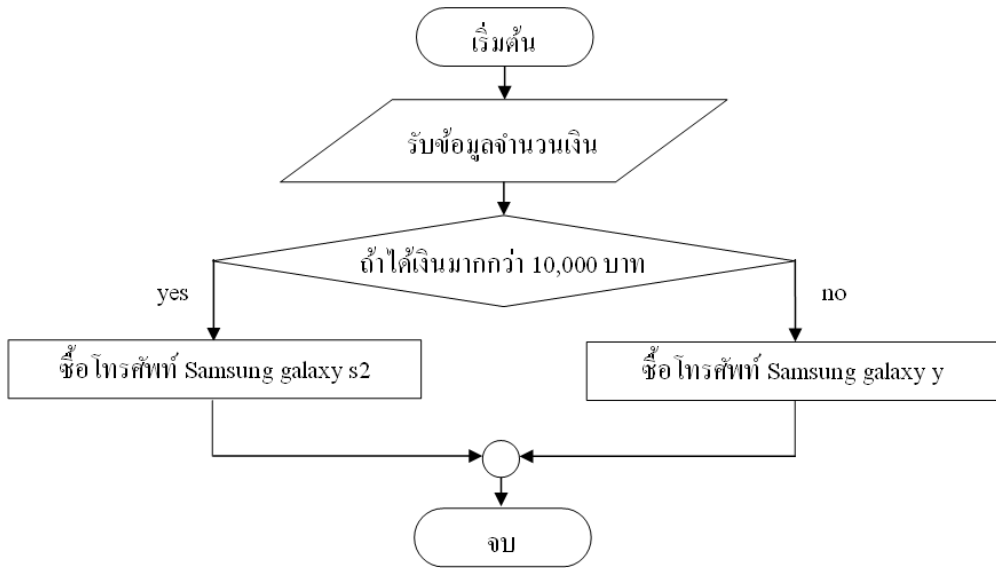 เริ่มต้น
รับข้อมูลจำนวนเงิน
ถ้าได้เงินมากกว่า 10,000 บาท
yes
no
ซื้อโทรศัพท์ Samsung galaxy s2
ซื้อโทรศัพท์ Samsung galaxy y
จบ